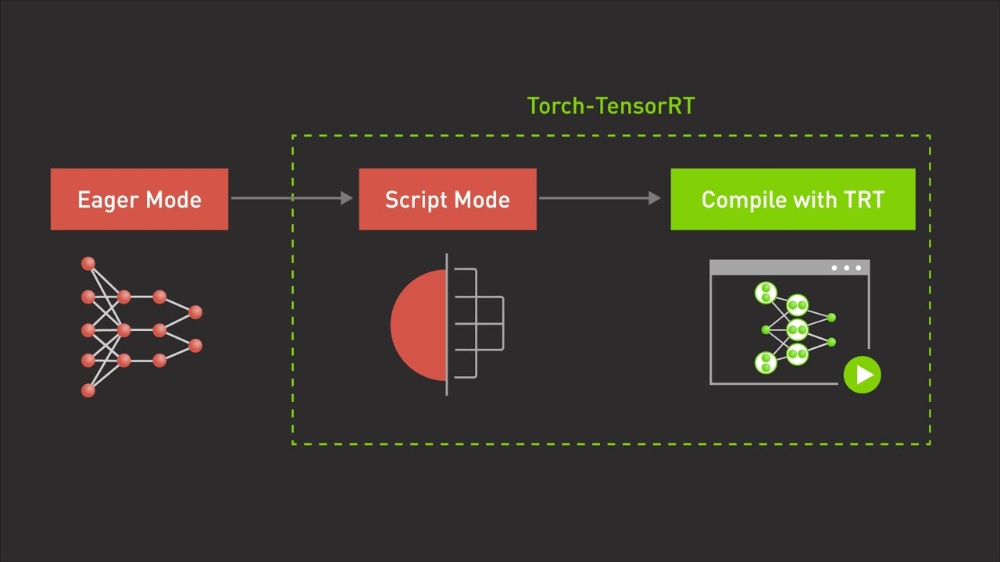 Torch-TensorRT
Eager Mode
Script Mode
Compile with TRT